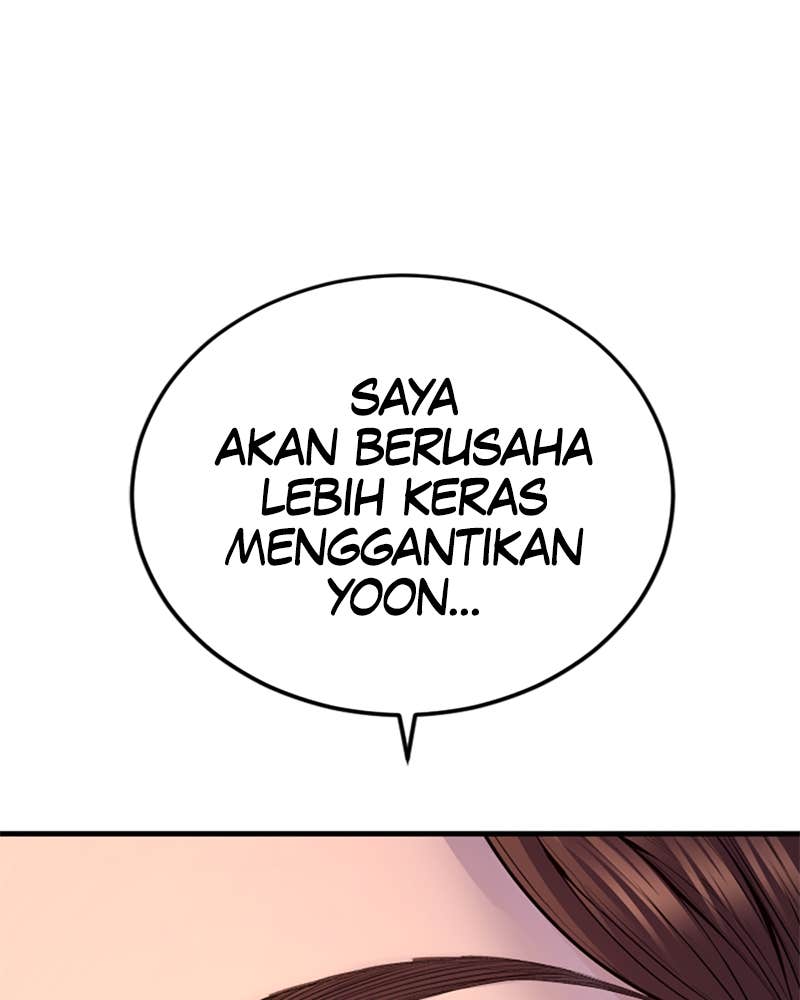 SAYA
AKAN BERUSAHA
LEBIH KERAS
MENGGANTIKAN
YOON...